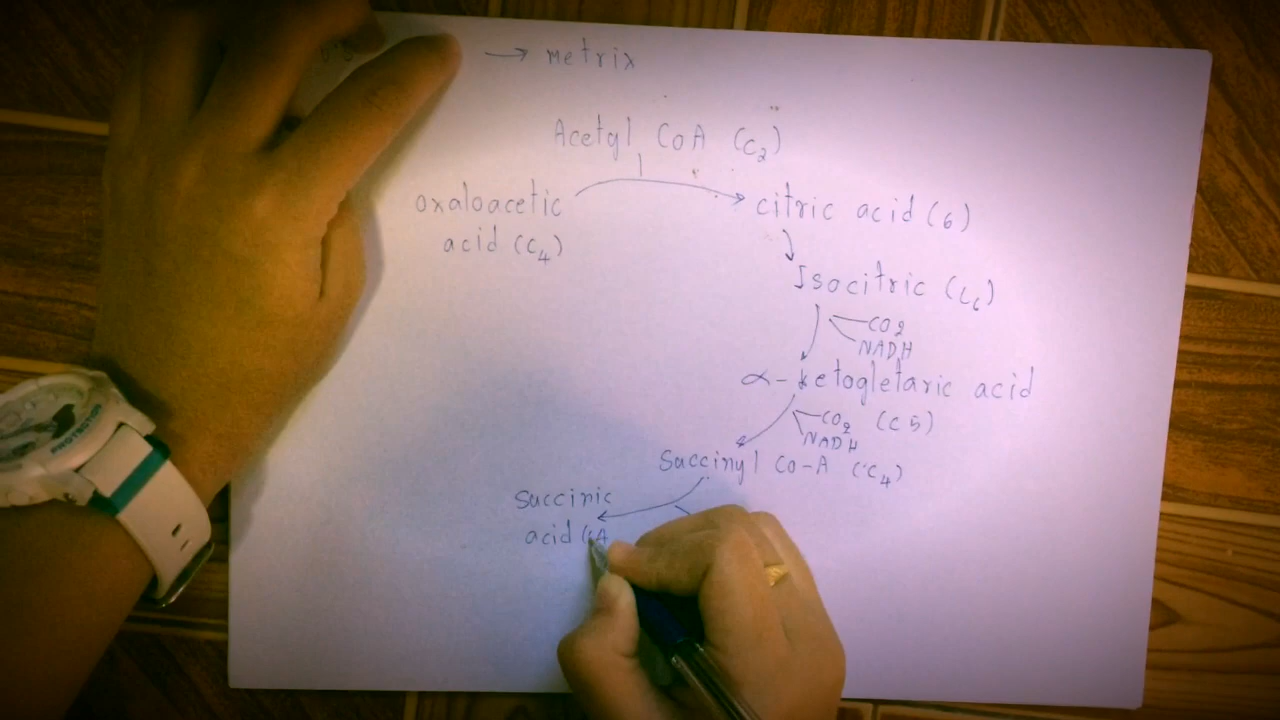 → metrix
Acetyl CoA (C2)
oxaloacetic
acid (C4)
citric acid (6)
Isocitric (C6)
CO2
NADH
α-ketogletaric acid
CO2 (C5)
NADH
Succinyl Co-A (C4)
Succinic
acid
PROTECTOR